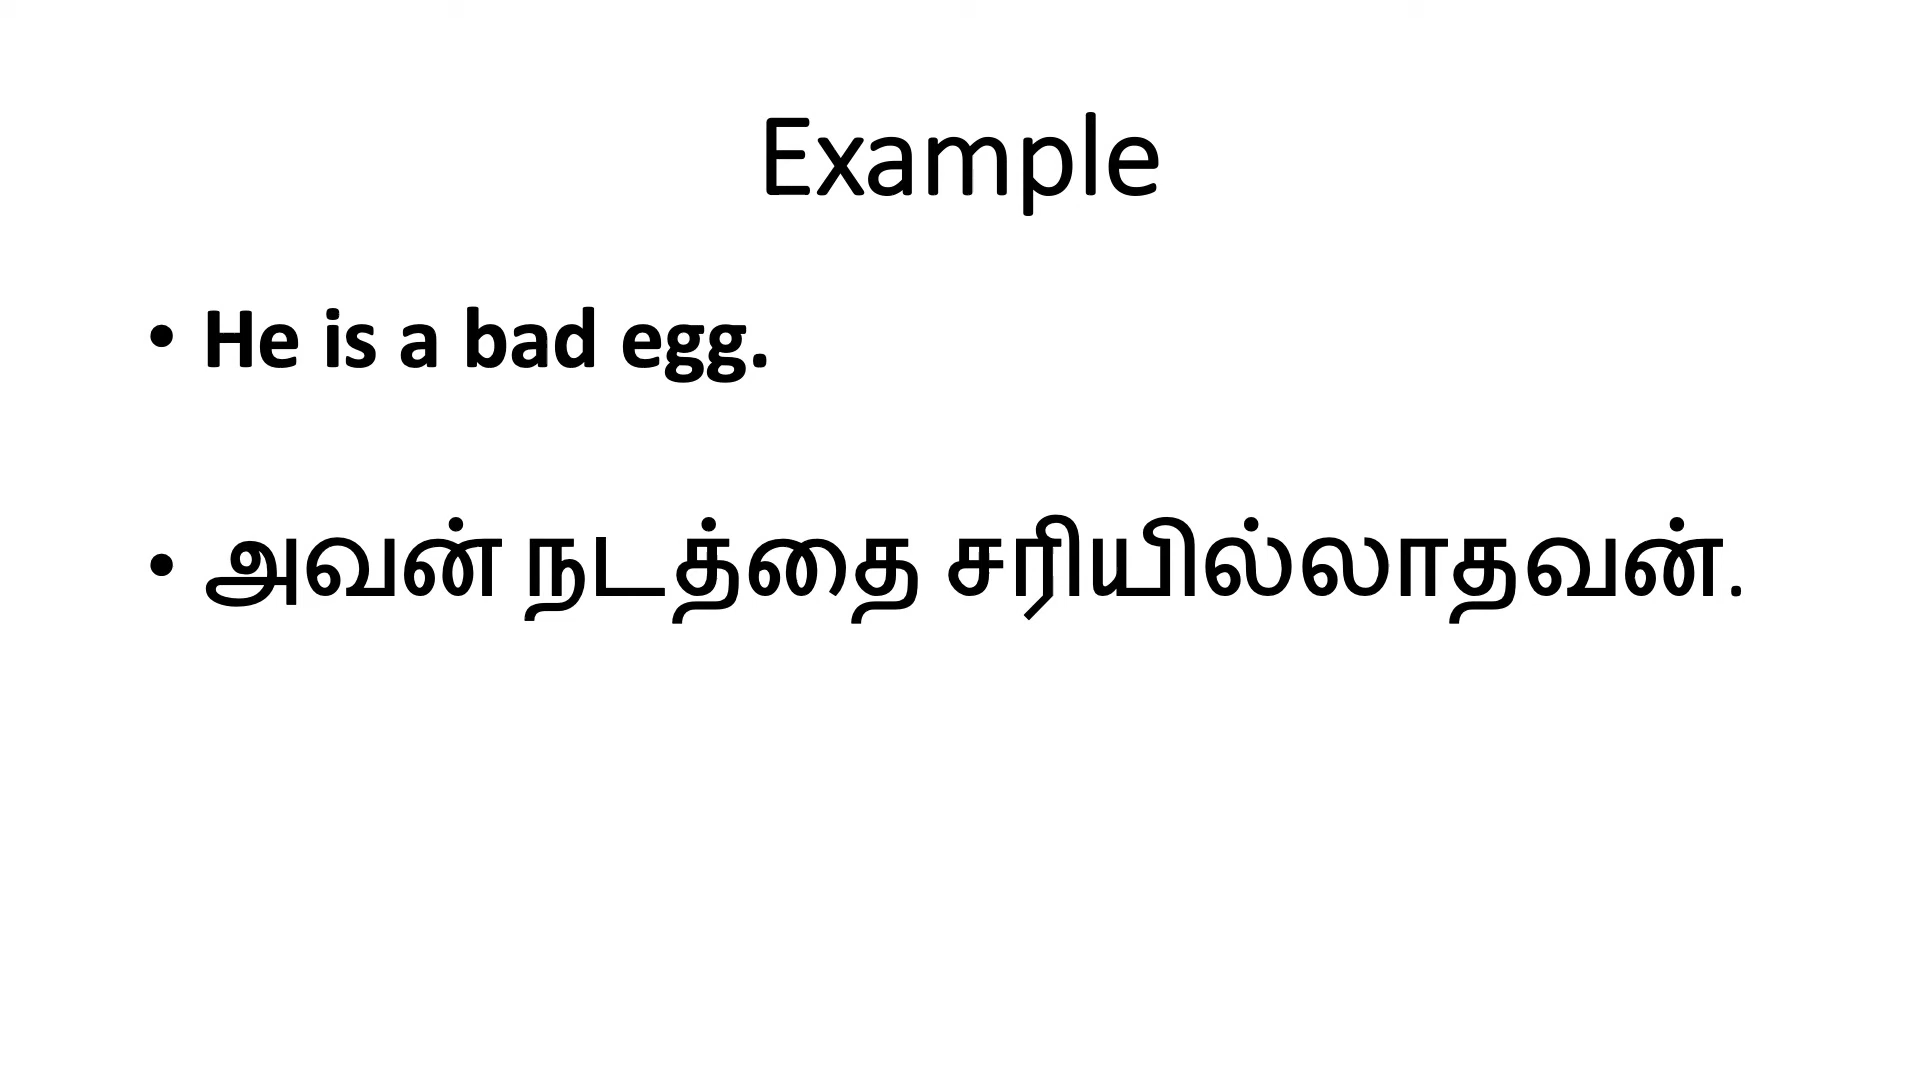 Example
• He is a bad egg.
• அவன் நடத்தை சரியில்லாதவன்.